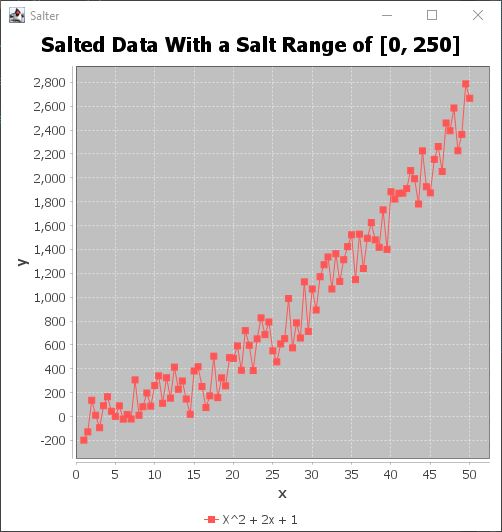 Salter
Salted Data With a Salt Range of [0, 250]
2,800
2,600
2,400
2,200
2,000
1,800
1,600
1,400
1,200
1,000
800
600
400
200
0
-200
y
0 5 10 15 20 25 30 35 40 45 50
x
X^2 + 2x + 1